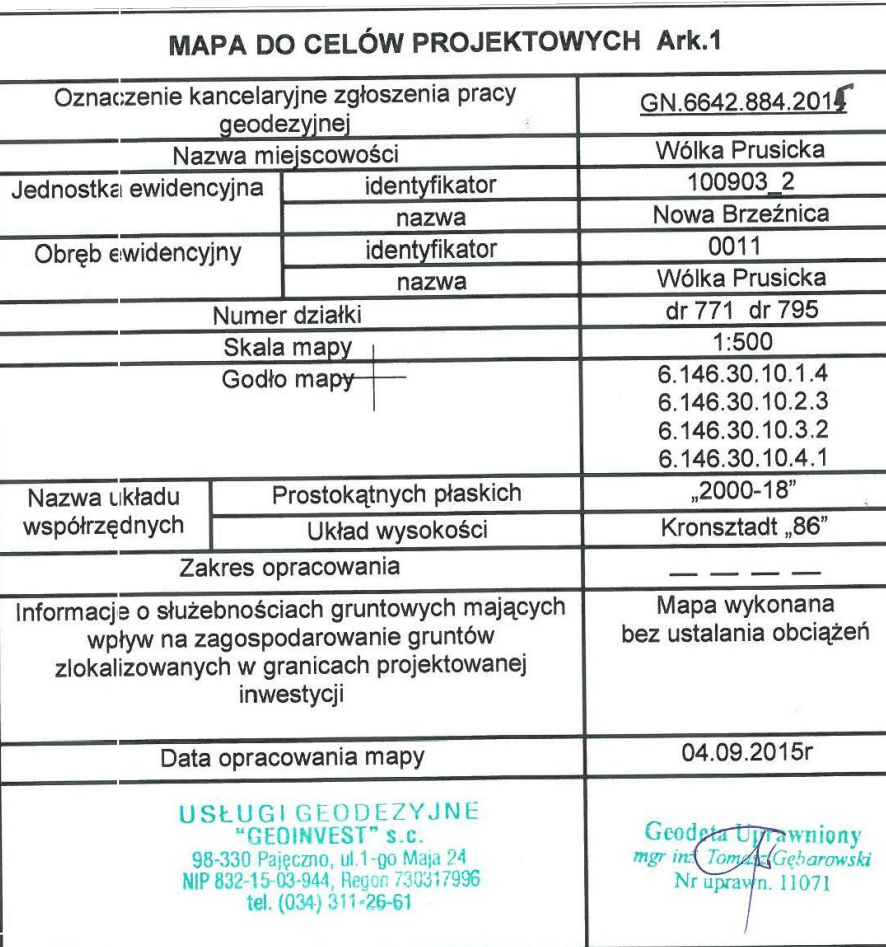 MAPA DO CELÓW PROJEKTOWYCH Ark.1
Oznaczenie kancelaryjne zgłoszenia pracy
geodezyjnej
GN.6642.884.2015
Nazwa miejscowości
Wólka Prusicka
Jednostka ewidencyjna
identyfikator
100903_2
nazwa
Nowa Brzeźnica
Obręb ewidencyjny
identyfikator
0011
nazwa
Wólka Prusicka
Numer działki
dr 771 dr 795
Skala mapy
1:500
Godło mapy
6.146.30.10.1.4
6.146.30.10.2.3
6.146.30.10.3.2
6.146.30.10.4.1
Nazwa układu
współrzędnych
Prostokątnych płaskich
„2000-18”
Układ wysokości
Kronsztadt „86”
Zakres opracowania
— — — —
Informacje o służebnościach gruntowych mających
wpływ na zagospodarowanie gruntów
zlokalizowanych w granicach projektowanej
inwestycji
Mapa wykonana
bez ustalania obciążeń
Data opracowania mapy
04.09.2015r
USŁUGI GEODEZYJNE
"GEOINVEST" s.c.
98-330 Pajęczno, ul.1-go Maja 24
NIP 832-15-03-944, Regon 730317996
tel. (034) 311-26-61
Geodeta Uprawniony
mgr inż. Tomasz Gębarowski
Nr uprawn. 11071